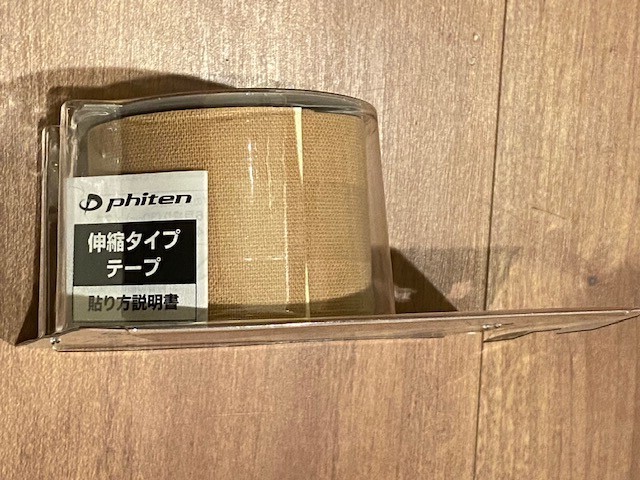 phiten
伸縮タイプ
テープ
貼り方説明書